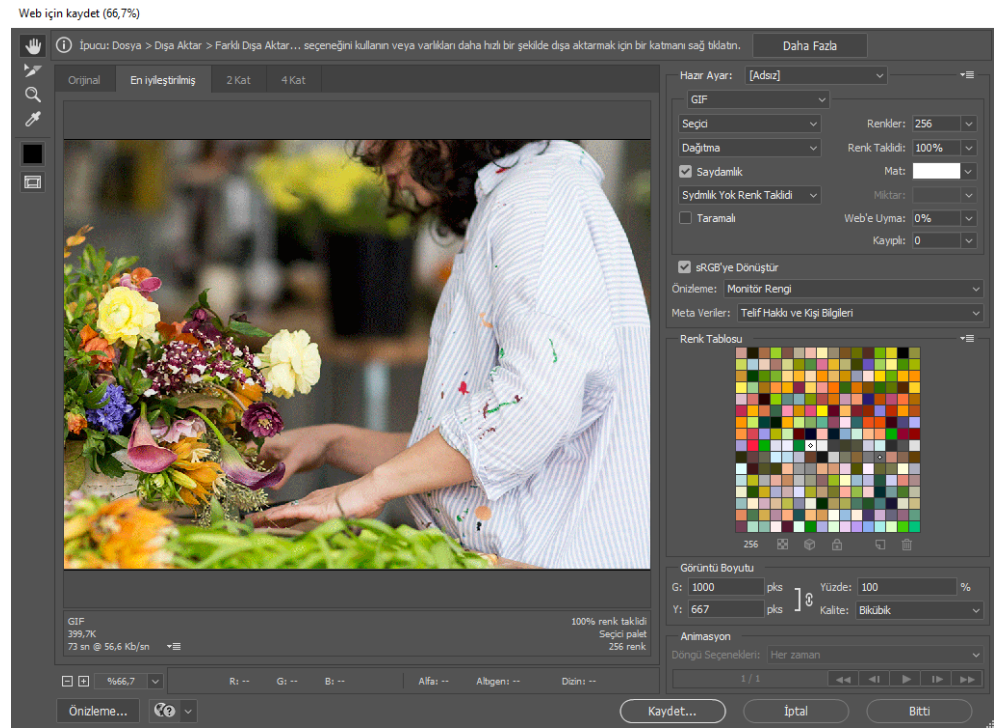 Web için kaydet (66,7%)
İpucu: Dosya > Dışa Aktar > Farklı Dışa Aktar... seçeneğini kullanın veya varlıkları daha hızlı bir şekilde dışa aktarmak için bir katmanı sağ tıklatın.
Daha Fazla
Orijinal
En iyileştirilmiş
2 Kat
4 Kat
Hazır Ayar: [Adsız]
GIF
Seçici
Renkler: 256
Dağıtma
Renk Taklidi: 100%
Saydamlık
Mat:
Sydmlik Yok Renk Taklidi
Miktar:
Taramalı
Web'e Uyma: 0%
Kayıplı: 0
sRGB'ye Dönüştür
Önizleme: Monitör Rengi
Meta Veriler: Telif Hakkı ve Kişi Bilgileri
Renk Tablosu
256
Görüntü Boyutu
G: 1000 pks
Yüzde: 100 %
Y: 667 pks
Kalite: Bikübik
Animasyon
Döngü Seçenekleri: Her zaman
1 / 1
GIF
399,7K
73 sn @ 56,6 Kb/sn
100% renk taklidi
Seçici palet
256 renk
%66,7
R: --
G: --
B: --
Alfa: --
Altıgen: --
Dizin: --
Önizleme...
Kaydet...
İptal
Bitti